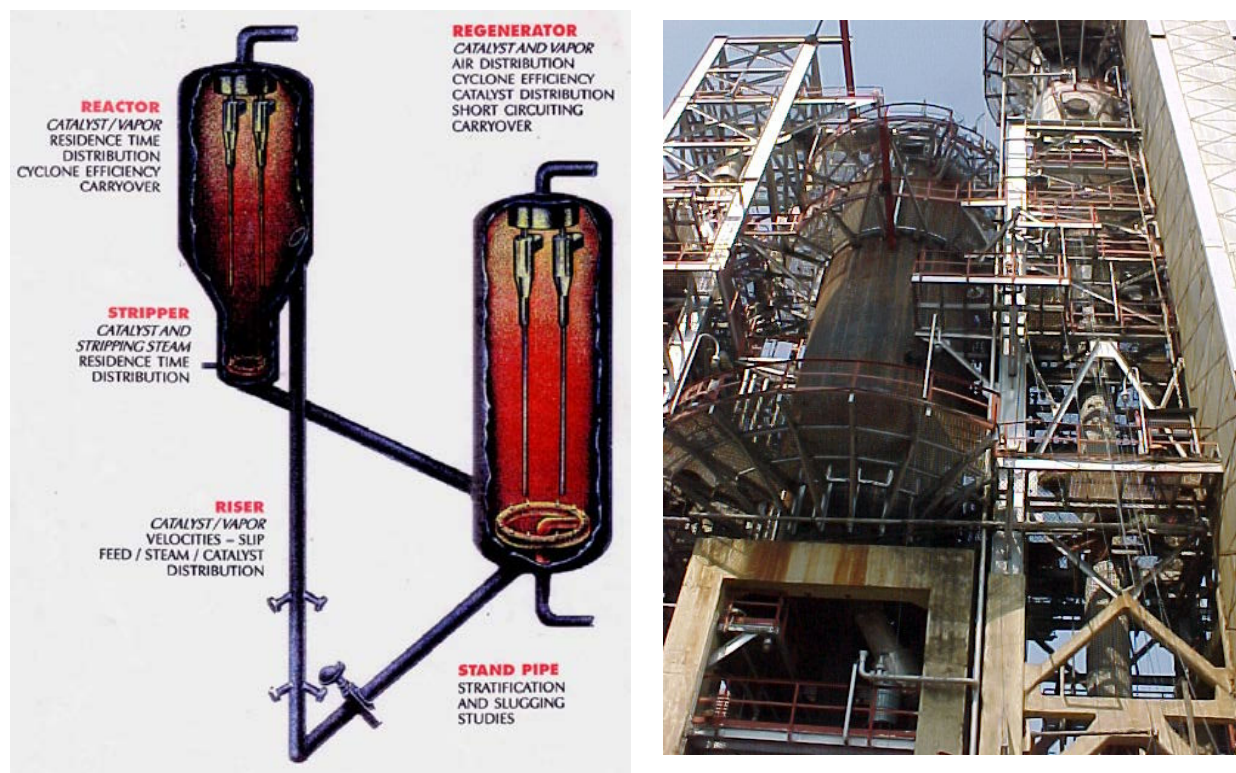 REACTOR
CATALYST/VAPOR
RESIDENCE TIME
DISTRIBUTION
CYCLONE EFFICIENCY
CARRYOVER
REGENERATOR
CATALYST AND VAPOR
AIR DISTRIBUTION
CYCLONE EFFICIENCY
CATALYST DISTRIBUTION
SHORT CIRCUITING
CARRYOVER
STRIPPER
CATALYST AND
STRIPPING STEAM
RESIDENCE TIME
DISTRIBUTION
RISER
CATALYST/VAPOR
VELOCITIES – SLIP
FEED / STEAM / CATALYST
DISTRIBUTION
STAND PIPE
STRATIFICATION
AND SLUGGING
STUDIES